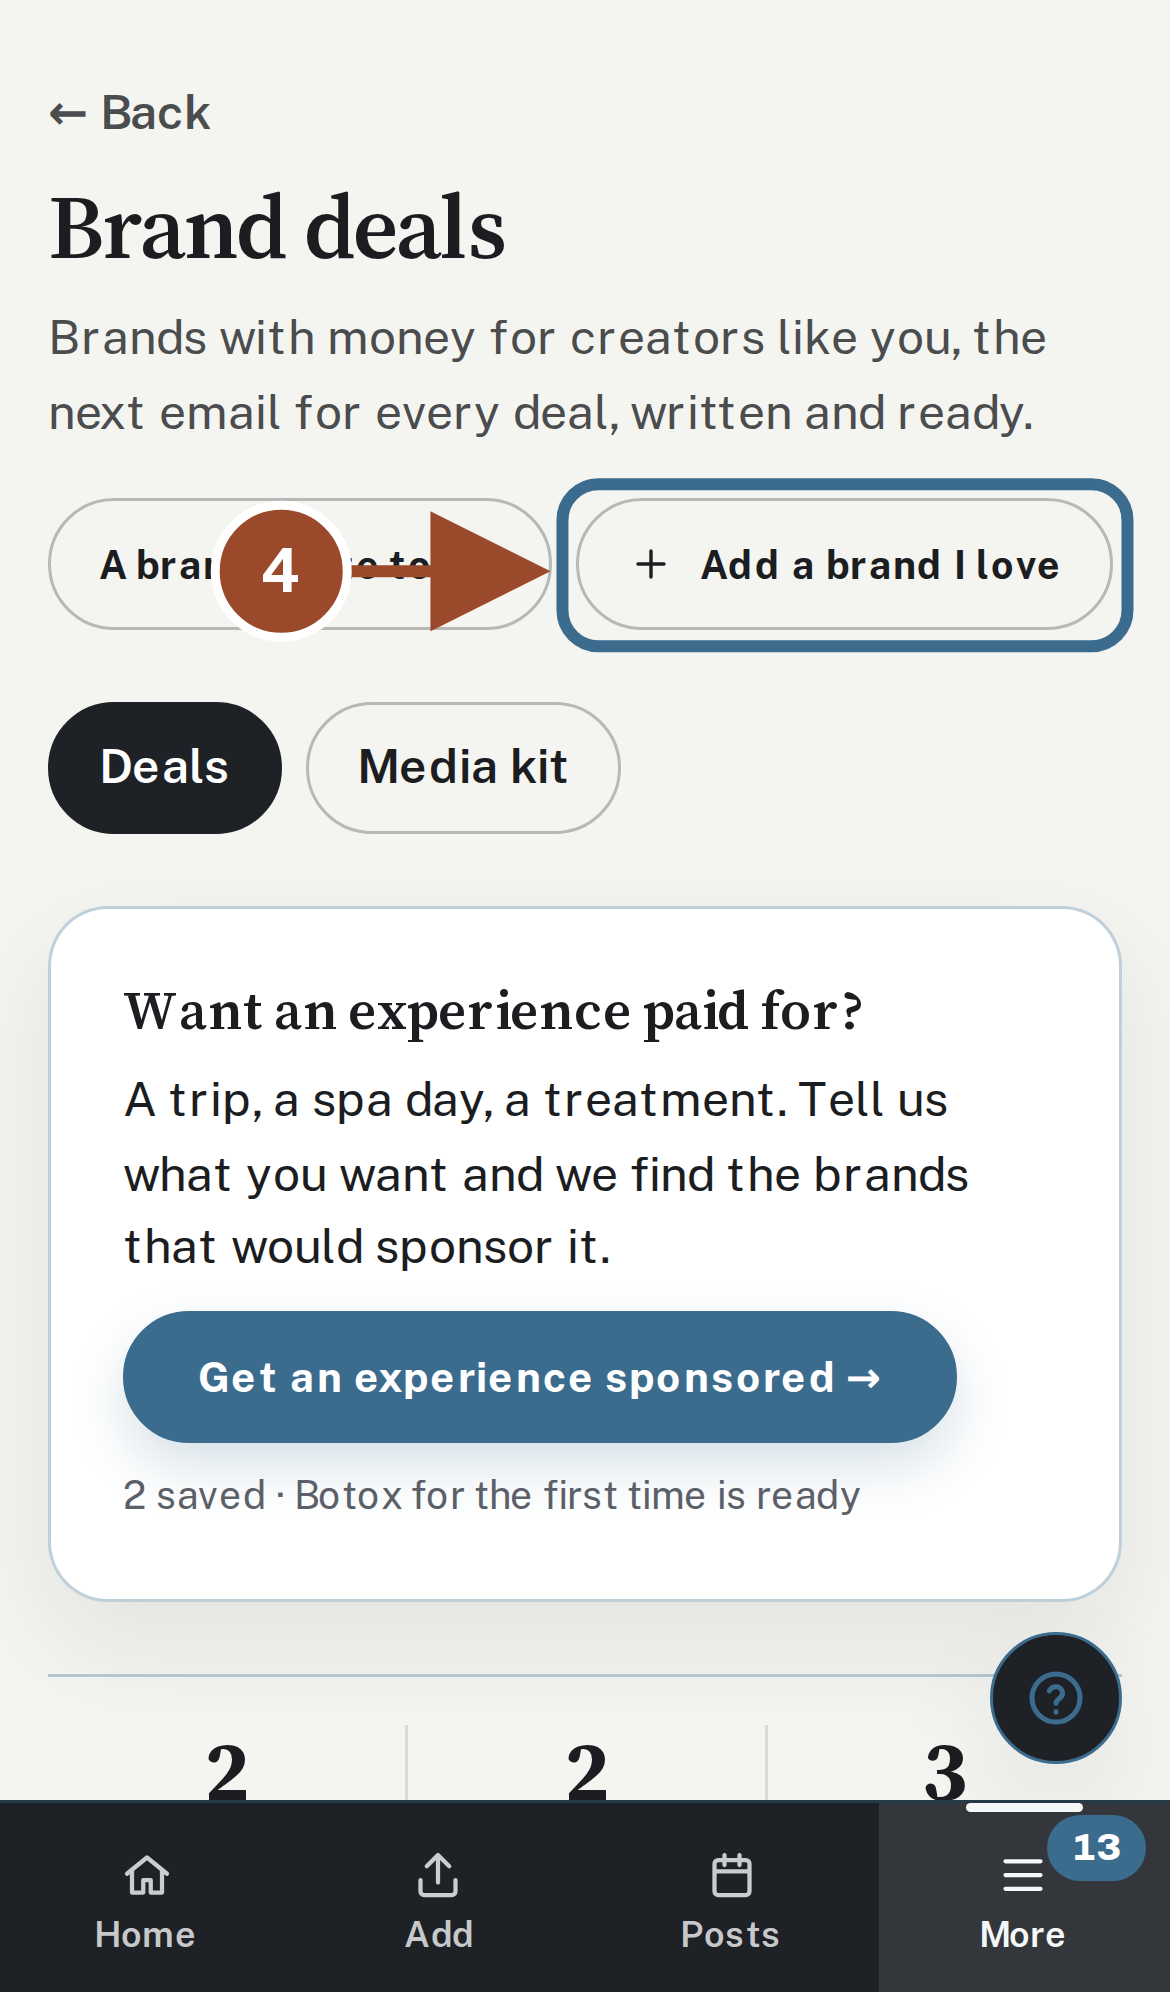 ← Back
Brand deals
Brands with money for creators like you, the
next email for every deal, written and ready.
A
4
+ Add a brand I love
Deals
Media kit
Want an experience paid for?
A trip, a spa day, a treatment. Tell us
what you want and we find the brands
that would sponsor it.
Get an experience sponsored →
2 saved · Botox for the first time is ready
2
2
3
13
Home
Add
Posts
More